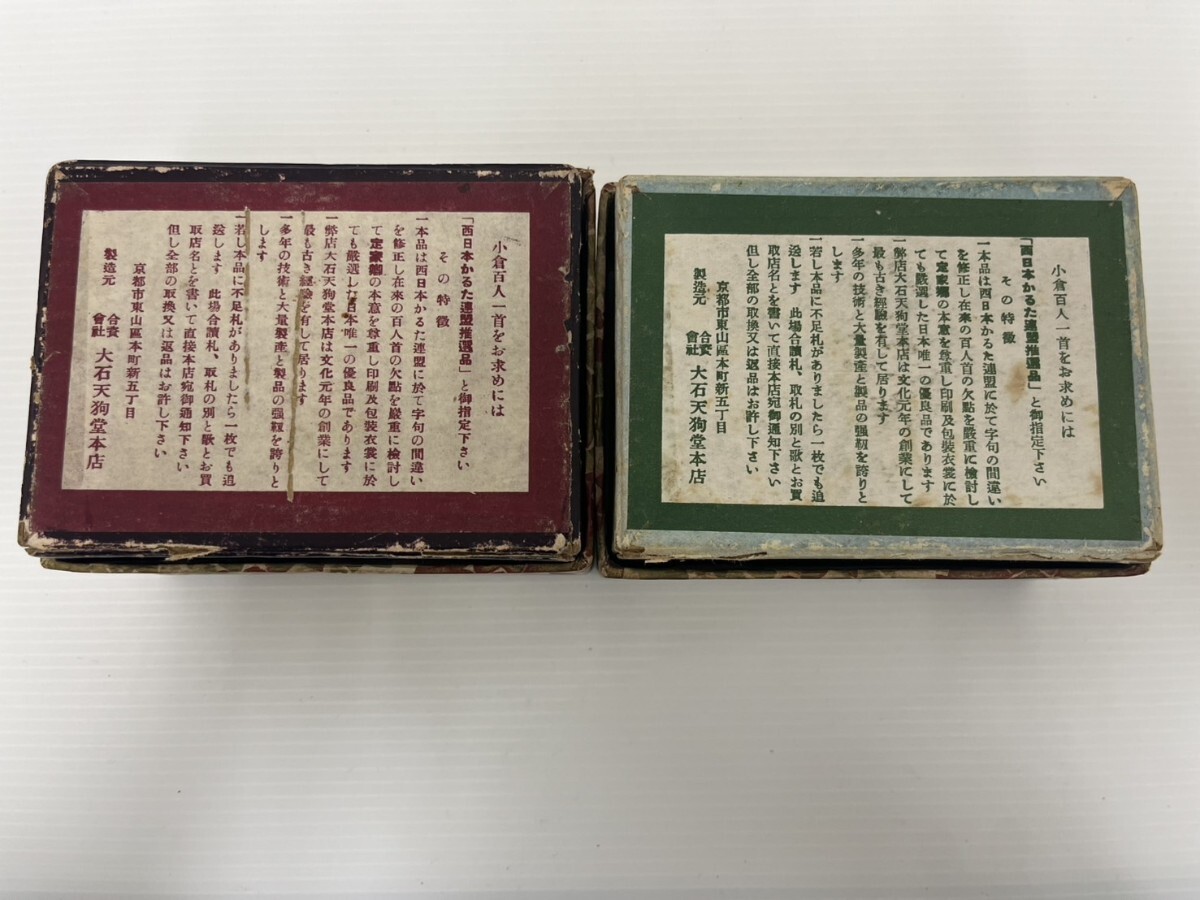 小倉百人一首をお求めには
「西日本かるた連盟推選品」と御指定下さい
その特徴
一本品は西日本かるた連盟に於て字句の間違い
を修正し在来の百人首の欠點を嚴重に検討し
て定家卿の本意を尊重し印刷及包裝衣裳に於
ても嚴選した日本唯一の優良品であります
一弊店大石天狗堂本店は文化元年の創業にして
最も古き經驗を有して居ります
一多年の技術と大量製產と製品の强靱を誇りと
します
一若し本品に不足札がありましたら一枚でも追
送します 此場合讀札、取札の別と歌とお買
取店名とを書いて直接本店宛御通知下さい
但し全部の取換又は返品はお許し下さい
京都市東山區本町新五丁目
製造元 合資會社 大石天狗堂本店
小倉百人一首をお求めには
「西日本かるた連盟推選品」と御指定下さい
その特徴
一本品は西日本かるた連盟に於て字句の間違い
を修正し在来の百人首の欠點を嚴重に検討し
て定家卿の本意を尊重し印刷及包裝衣裳に於
ても嚴選した日本唯一の優良品であります
一弊店大石天狗堂本店は文化元年の創業にして
最も古き經驗を有して居ります
一多年の技術と大量製產と製品の强靱を誇りと
します
一若し本品に不足札がありましたら一枚でも追
送します 此場合讀札、取札の別と歌とお買
取店名とを書いて直接本店宛御通知下さい
但し全部の取換又は返品はお許し下さい
京都市東山區本町新五丁目
製造元 合資會社 大石天狗堂本店